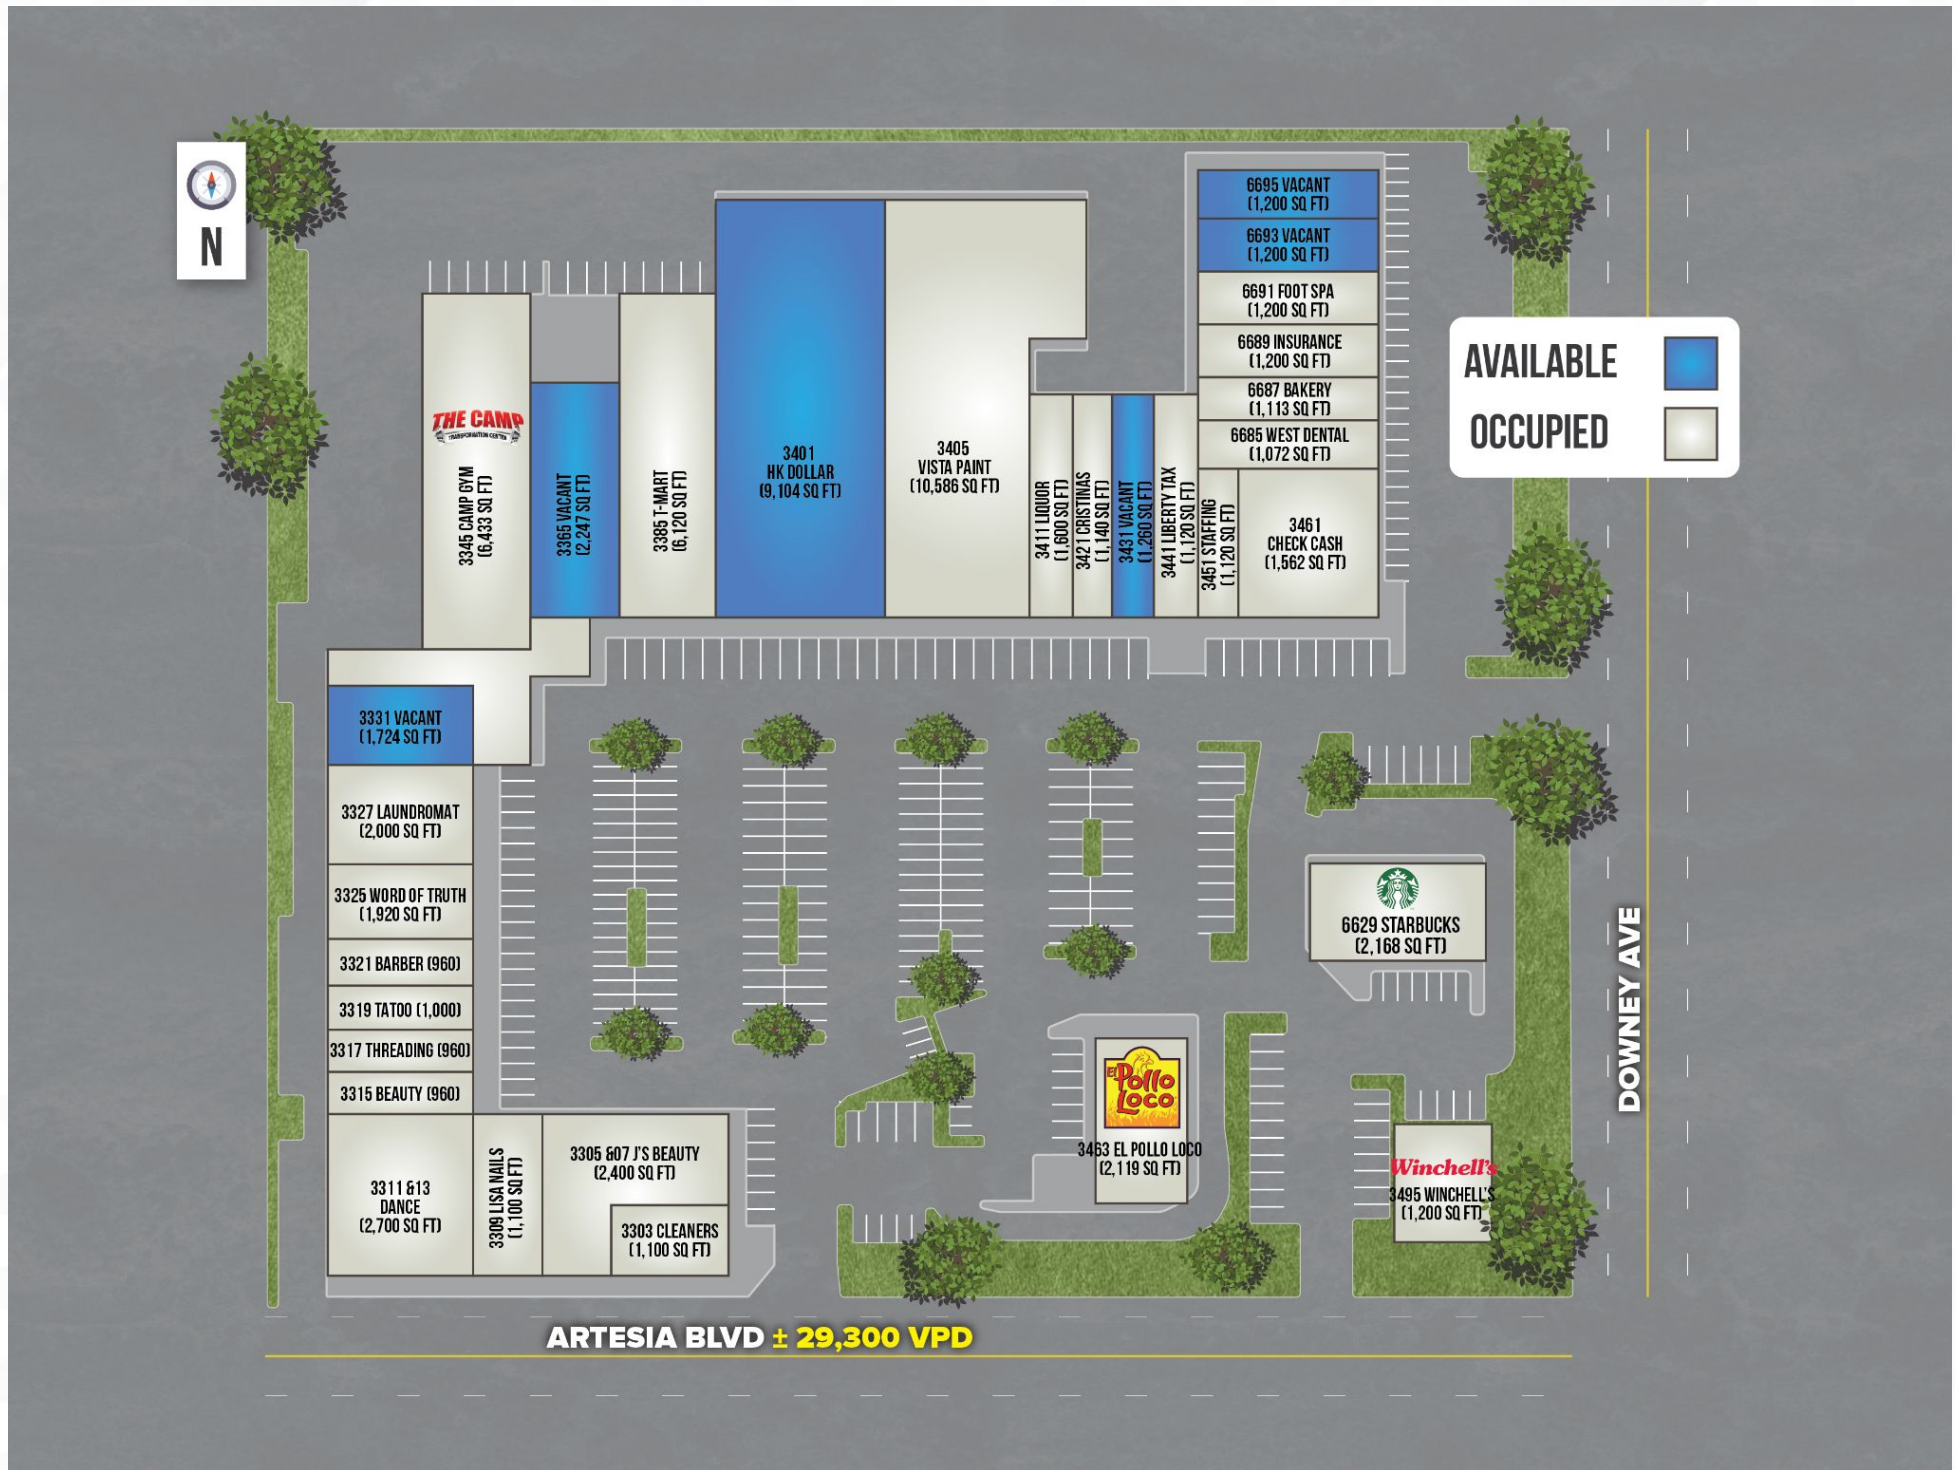 N
6695 VACANT
(1,200 SQ FT)
6693 VACANT
(1,200 SQ FT)
6691 FOOT SPA
(1,200 SQ FT)
6689 INSURANCE
(1,200 SQ FT)
6687 BAKERY
(1,113 SQ FT)
6685 WEST DENTAL
(1,072 SQ FT)
AVAILABLE
OCCUPIED
THE CAMP
TRANSFORMATION CENTER
3345 CAMP GYM
(6,433 SQ FT)
3365 VACANT
(2,247 SQ FT)
3385 T-MART
(6,120 SQ FT)
3401
HK DOLLAR
(9,104 SQ FT)
3405
VISTA PAINT
(10,586 SQ FT)
3411 LIQUOR
(1,600 SQ FT)
3421 CRISTINAS
(1,140 SQ FT)
3431 VACANT
(1,260 SQ FT)
3441 LIBERTY TAX
(1,120 SQ FT)
3451 STAFFING
(1,120 SQ FT)
3461
CHECK CASH
(1,562 SQ FT)
3331 VACANT
(1,724 SQ FT)
3327 LAUNDROMAT
(2,000 SQ FT)
3325 WORD OF TRUTH
(1,920 SQ FT)
3321 BARBER (960)
3319 TATOO (1,000)
3317 THREADING (960)
3315 BEAUTY (960)
3311 &13
DANCE
(2,700 SQ FT)
3309 LISA NAILS
(1,100 SQ FT)
3305 &07 J'S BEAUTY
(2,400 SQ FT)
3303 CLEANERS
(1,100 SQ FT)
6629 STARBUCKS
(2,168 SQ FT)
El Pollo
Loco
3463 EL POLLO LOCO
(2,119 SQ FT)
Winchell's
3495 WINCHELL'S
(1,200 SQ FT)
DOWNEY AVE
ARTESIA BLVD ± 29,300 VPD